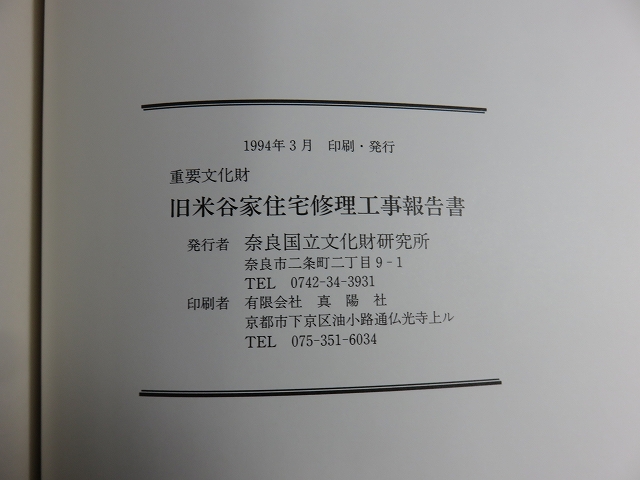 1994年3月 印刷・発行
重要文化財
旧米谷家住宅修理工事報告書
発行者 奈良国立文化財研究所
奈良市二条町二丁目9-1
TEL 0742-34-3931
印刷者 有限会社 真陽社
京都市下京区油小路通仏光寺上ル
TEL 075-351-6034